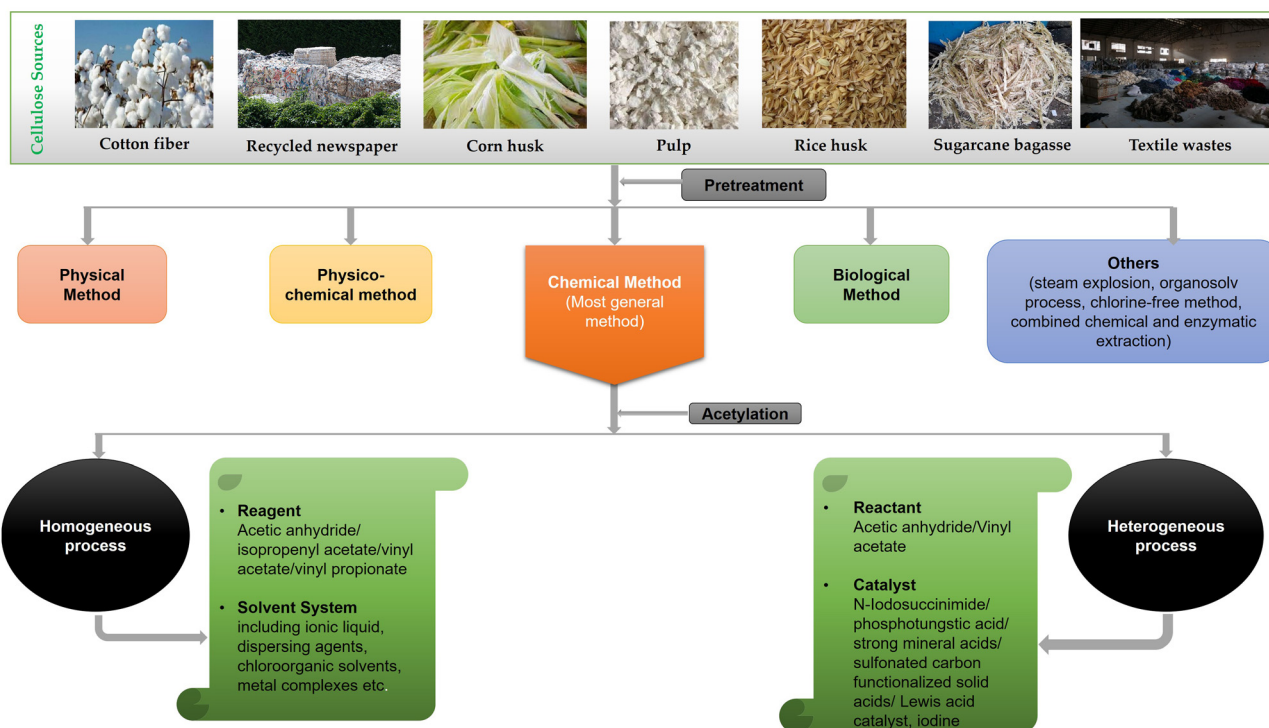 Cellulose Sources
Cotton fiber
Recycled newspaper
Corn husk
Pulp
Rice husk
Sugarcane bagasse
Textile wastes
Pretreatment
Physical
Method
Physico-
chemical method
Chemical Method
(Most general
method)
Biological
Method
Others
(steam explosion, organosolv
process, chlorine-free method,
combined chemical and enzymatic
extraction)
Acetylation
Homogeneous
process
• Reagent
Acetic anhydride/
isopropenyl acetate/vinyl
acetate/vinyl propionate
• Solvent System
including ionic liquid,
dispersing agents,
chloroorganic solvents,
metal complexes etc.
• Reactant
Acetic anhydride/Vinyl
acetate
• Catalyst
N-Iodosuccinimide/
phosphotungstic acid/
strong mineral acids/
sulfonated carbon
functionalized solid
acids/ Lewis acid
catalyst, iodine
Heterogeneous
process